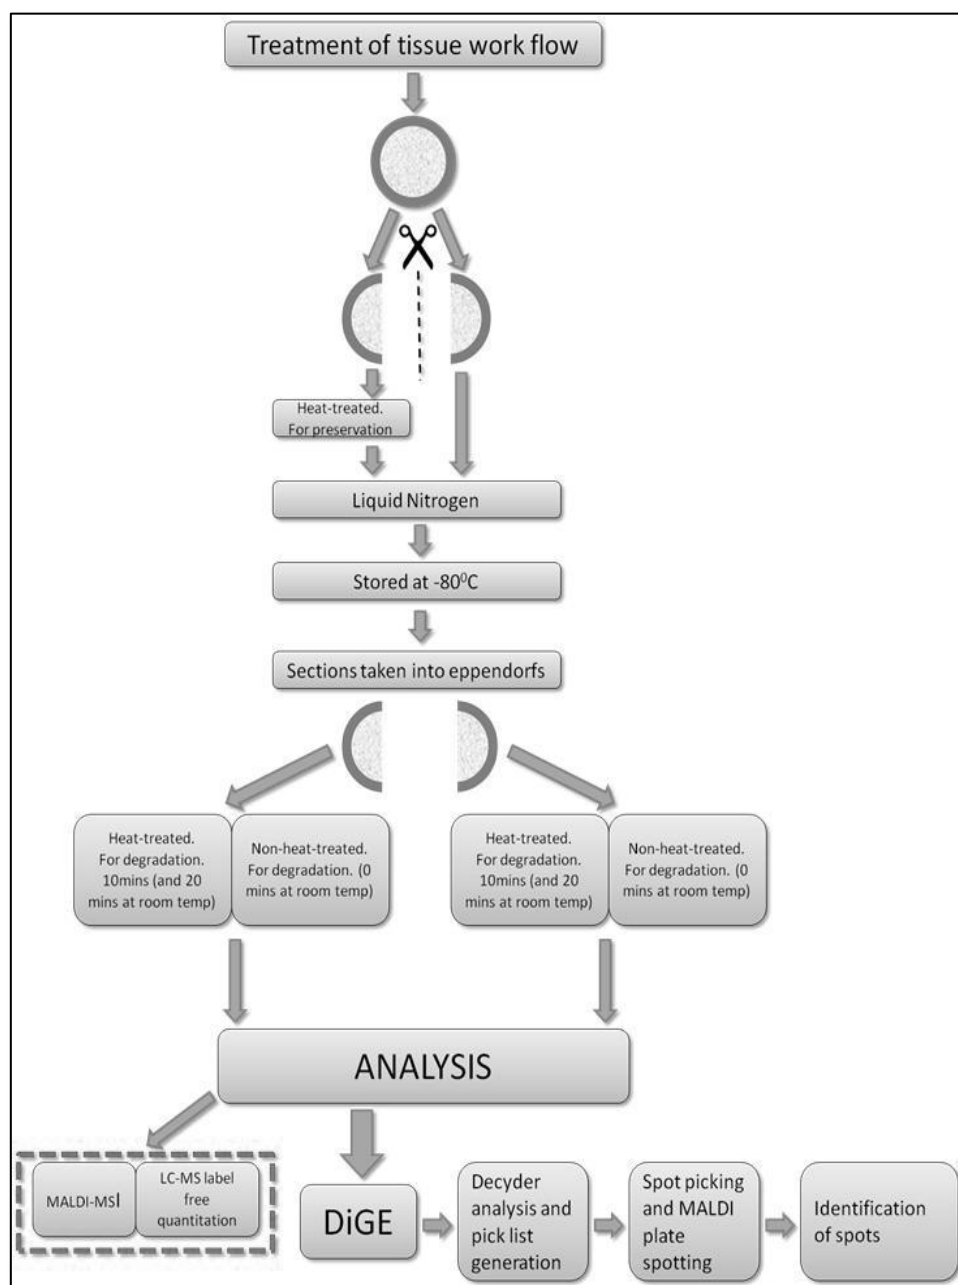 Treatment of tissue work flow
Heat-treated.
For preservation
Liquid Nitrogen
Stored at -80⁰C
Sections taken into eppendorfs
Heat-treated.
For degradation.
10mins (and 20
mins at room temp)
Non-heat-treated.
For degradation. (0
mins at room temp)
Heat-treated.
For degradation.
10mins (and 20
mins at room temp)
Non-heat-treated.
For degradation. (0
mins at room temp)
ANALYSIS
MALDI-MSI
LC-MS label
free
quantitation
DiGE
Decyder
analysis and
pick list
generation
Spot picking
and MALDI
plate
spotting
Identification
of spots